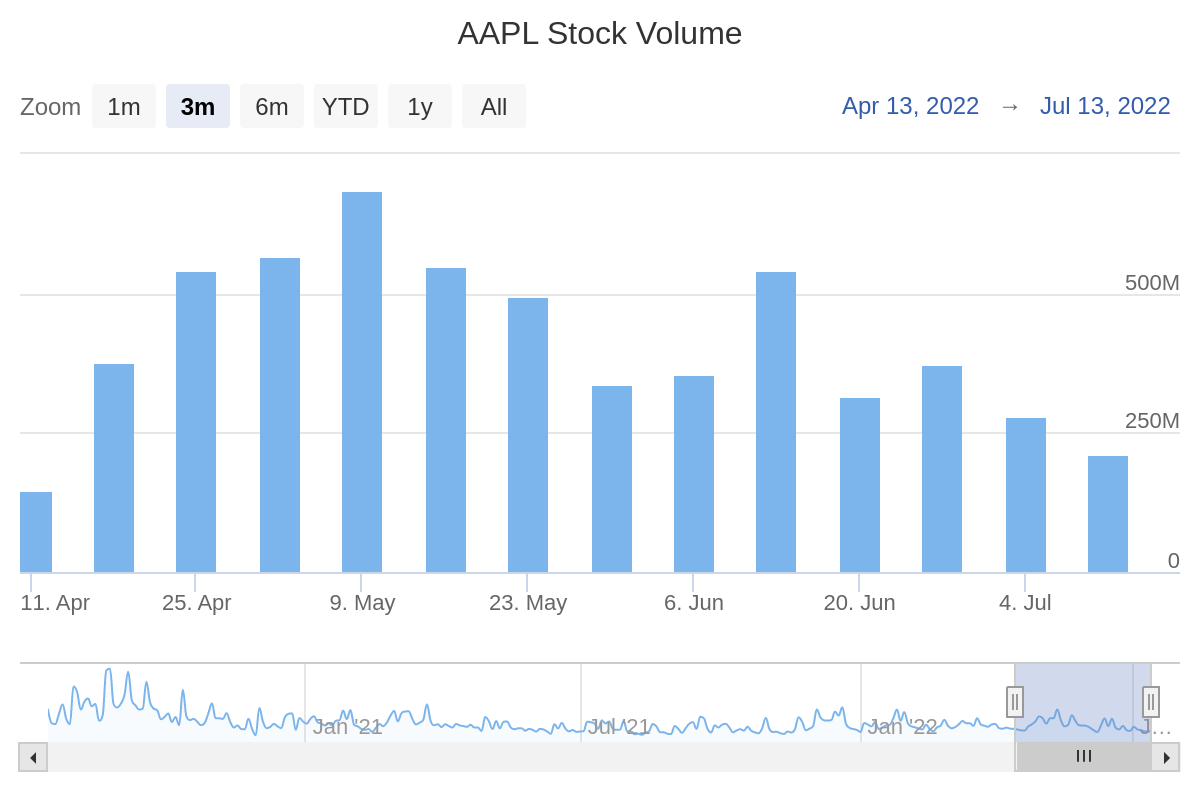 AAPL Stock Volume
Zoom 1m 3m 6m YTD 1y All Apr 13, 2022 → Jul 13, 2022
500M
250M
0
11. Apr 25. Apr 9. May 23. May 6. Jun 20. Jun 4. Jul
Jan '21 Jul '21 Jan '22 J…